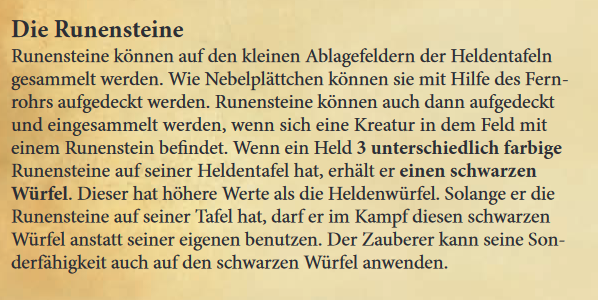 Die Runensteine
Runensteine können auf den kleinen Ablagefeldern der Heldentafeln
gesammelt werden. Wie Nebelplättchen können sie mit Hilfe des Fern-
rohrs aufgedeckt werden. Runensteine können auch dann aufgedeckt
und eingesammelt werden, wenn sich eine Kreatur in dem Feld mit
einem Runenstein befindet. Wenn ein Held 3 unterschiedlich farbige
Runensteine auf seiner Heldentafel hat, erhält er einen schwarzen
Würfel. Dieser hat höhere Werte als die Heldenwürfel. Solange er die
Runensteine auf seiner Tafel hat, darf er im Kampf diesen schwarzen
Würfel anstatt seiner eigenen benutzen. Der Zauberer kann seine Son-
derfähigkeit auch auf den schwarzen Würfel anwenden.